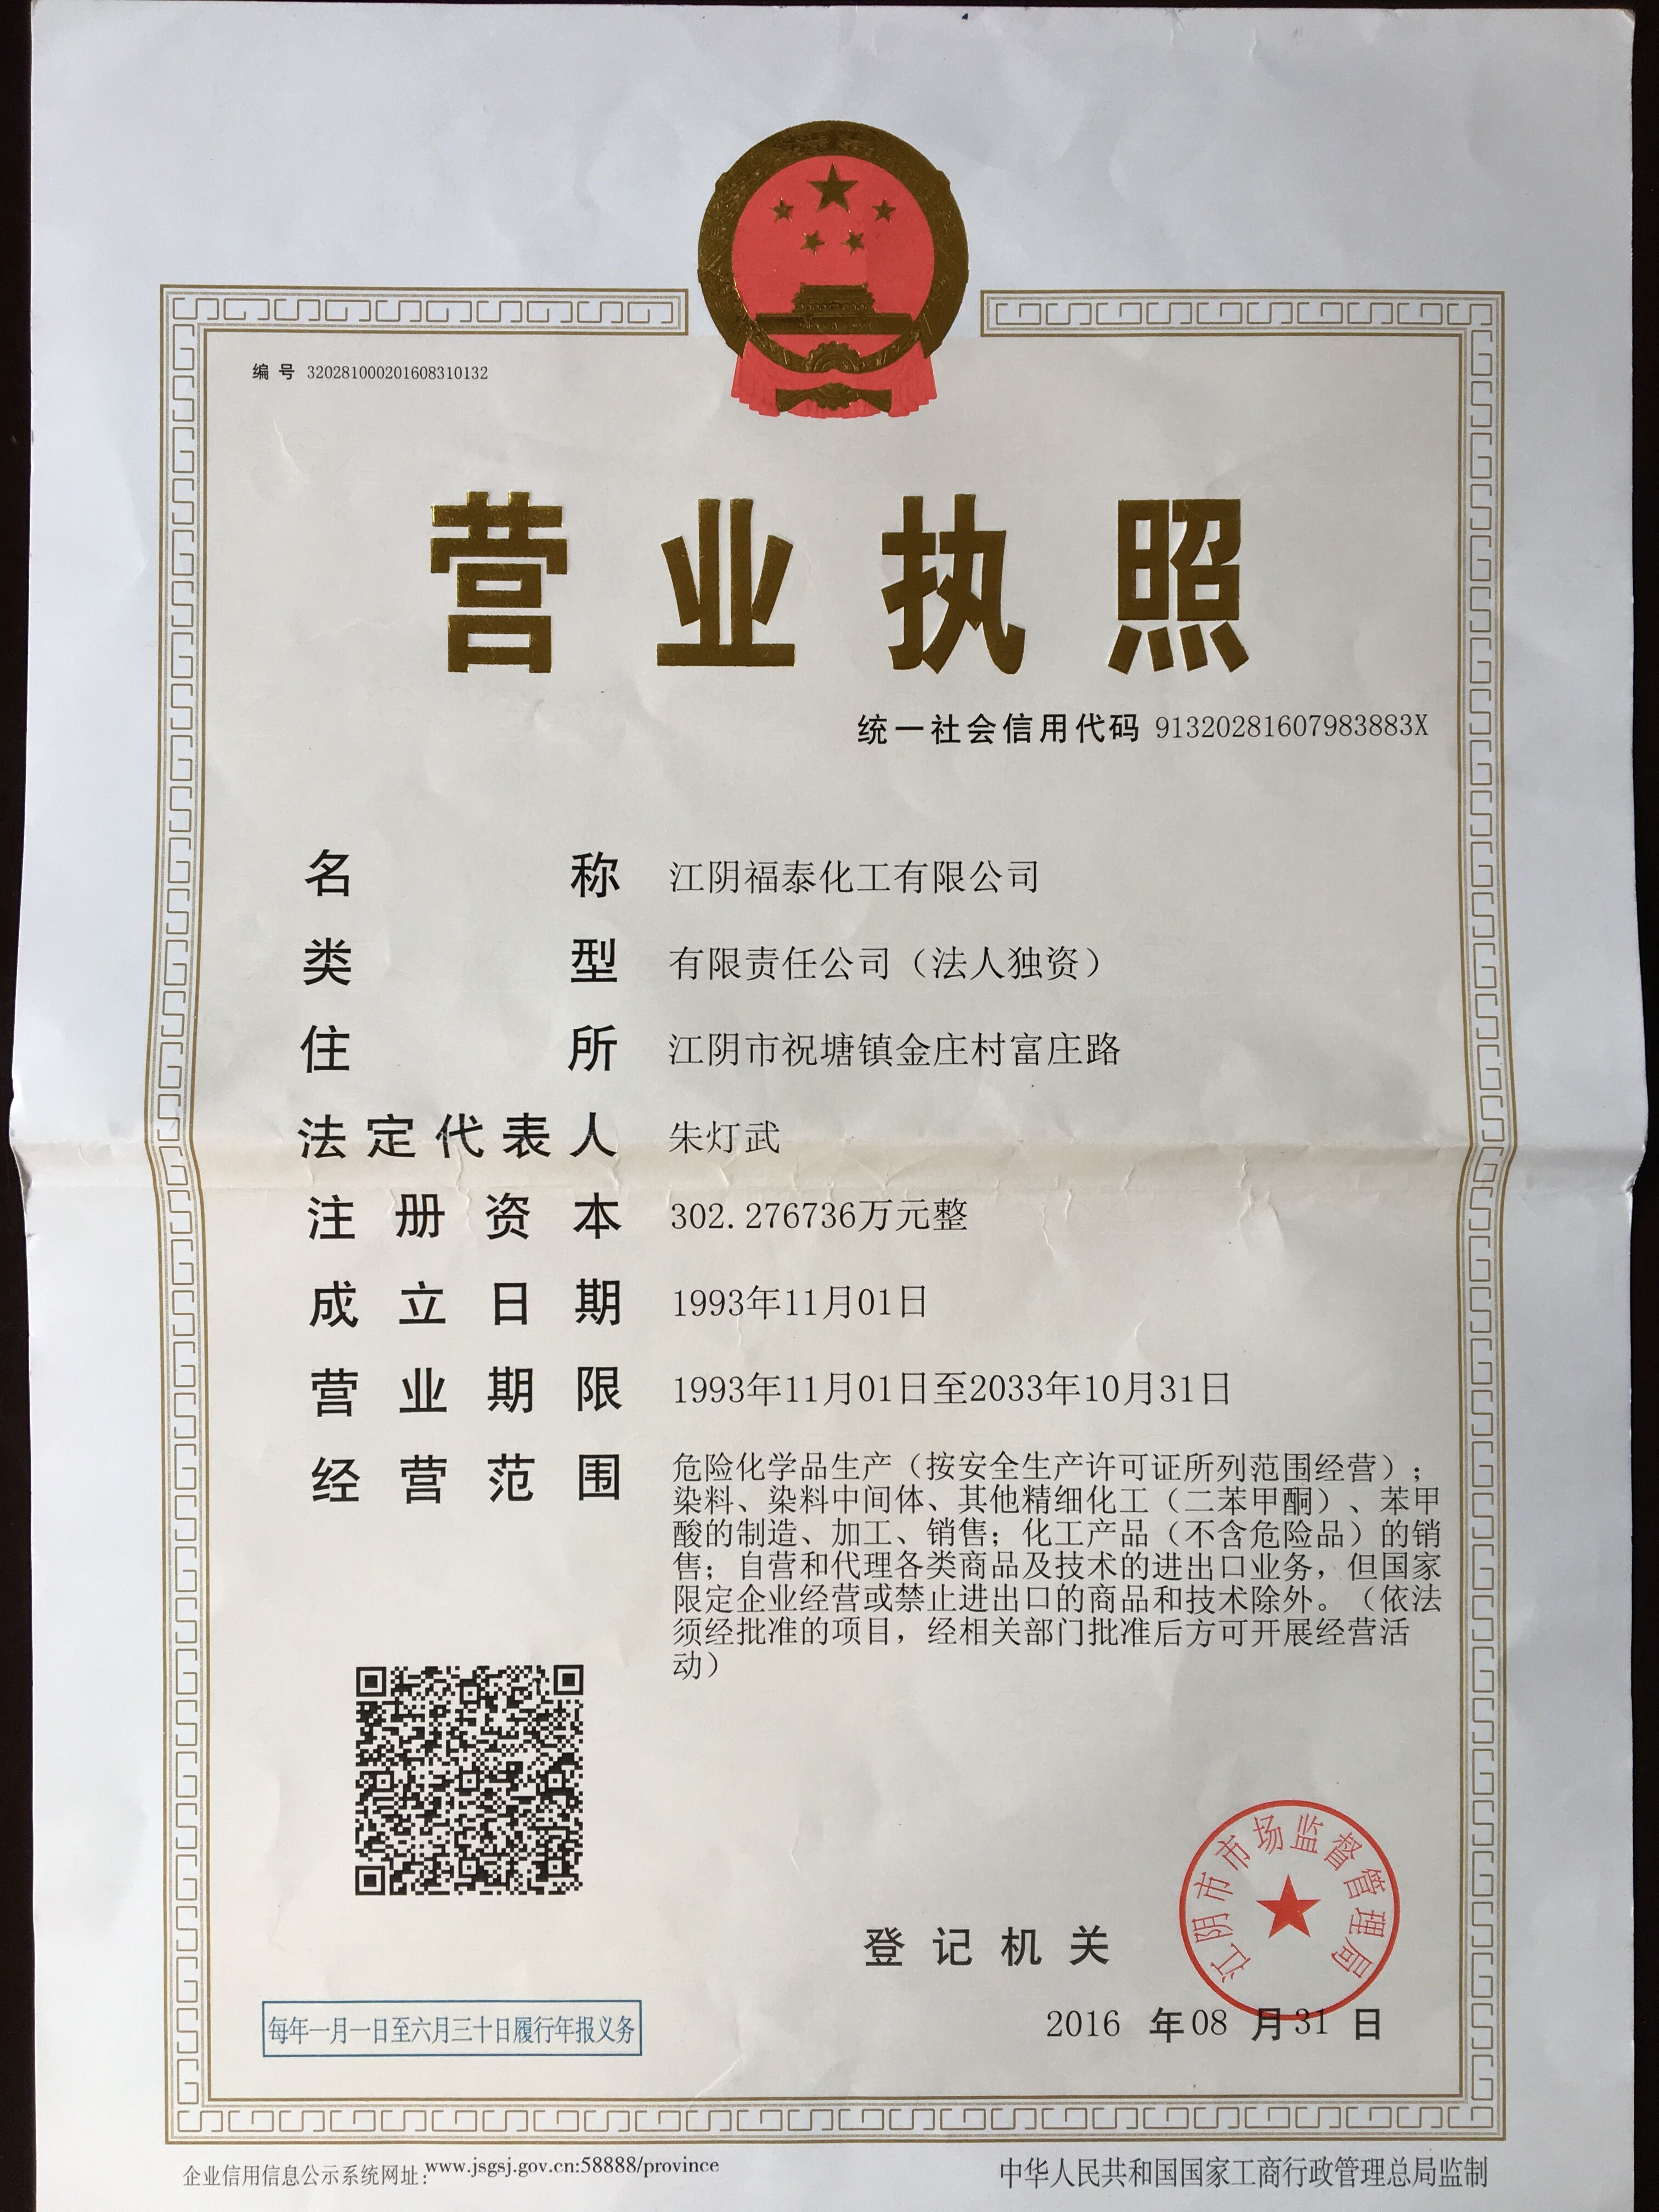 编号 320281000201608310132
营业执照
统一社会信用代码 91320281607983883X
名称 江阴福泰化工有限公司
类型 有限责任公司（法人独资）
住所 江阴市祝塘镇金庄村富庄路
法定代表人 朱灯武
注册资本 302.276736万元整
成立日期 1993年11月01日
营业期限 1993年11月01日至2033年10月31日
经营范围 危险化学品生产（按安全生产许可证所列范围经营）；
染料、染料中间体、其他精细化工（二苯甲酮）、苯甲
酸的制造、加工、销售；化工产品（不含危险品）的销
售；自营和代理各类商品及技术的进出口业务，但国家
限定企业经营或禁止进出口的商品和技术除外。（依法
须经批准的项目，经相关部门批准后方可开展经营活
动）
江阴市市场监督管理局
登记机关
2016 年08 月31 日
每年一月一日至六月三十日履行年报义务
企业信用信息公示系统网址：www.jsgsj.gov.cn:58888/province
中华人民共和国国家工商行政管理总局监制